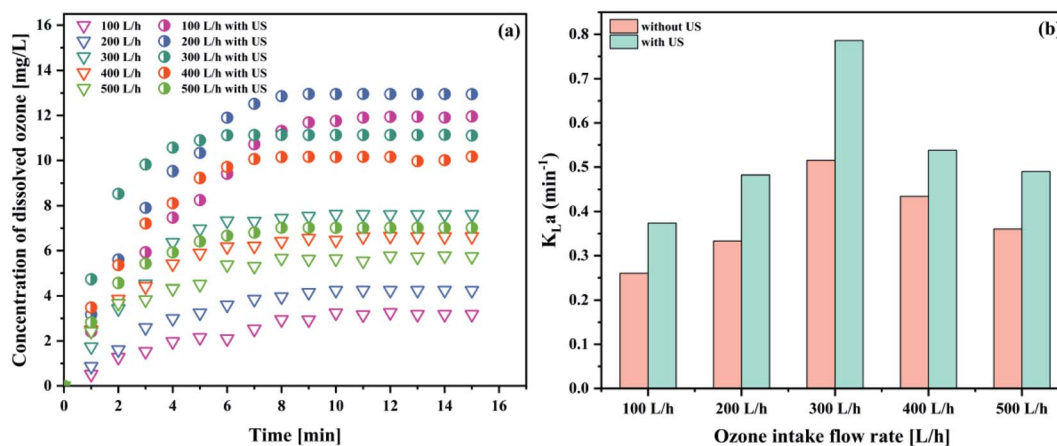 (a)
100 L/h
200 L/h
300 L/h
400 L/h
500 L/h
100 L/h with US
200 L/h with US
300 L/h with US
400 L/h with US
500 L/h with US
Concentration of dissolved ozone [mg/L]
16
14
12
10
8
6
4
2
0
0 2 4 6 8 10 12 14 16
Time [min]
(b)
without US
with US
K_La (min⁻¹)
0.8
0.7
0.6
0.5
0.4
0.3
0.2
0.1
0.0
100 L/h 200 L/h 300 L/h 400 L/h 500 L/h
Ozone intake flow rate [L/h]